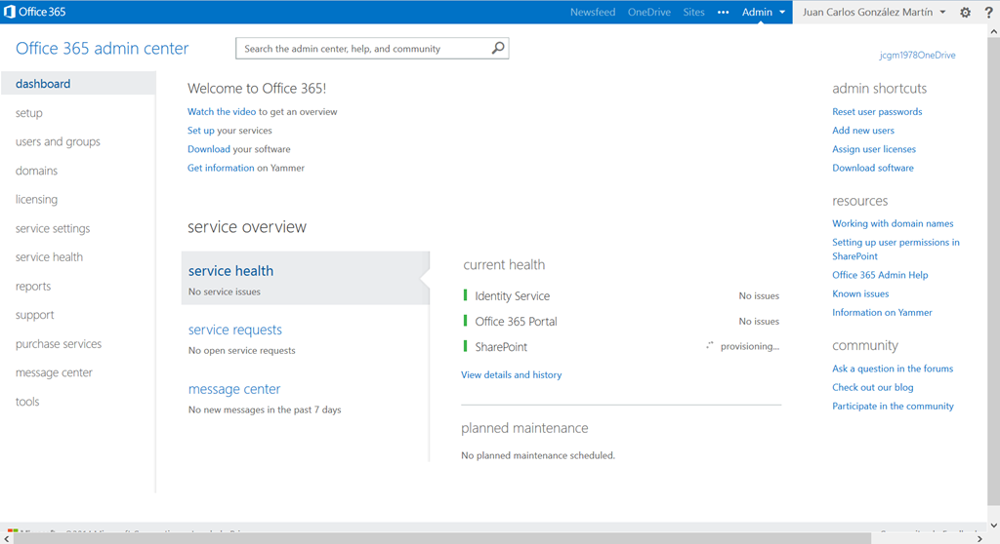 Office 365
Newsfeed OneDrive Sites ••• Admin Juan Carlos González Martín ?
Office 365 admin center
Search the admin center, help, and community
jcgm1978OneDrive
dashboard
setup
users and groups
domains
licensing
service settings
service health
reports
support
purchase services
message center
tools
Welcome to Office 365!
Watch the video to get an overview
Set up your services
Download your software
Get information on Yammer
service overview
service health
No service issues
service requests
No open service requests
message center
No new messages in the past 7 days
current health
Identity Service No issues
Office 365 Portal No issues
SharePoint provisioning...
View details and history
planned maintenance
No planned maintenance scheduled.
admin shortcuts
Reset user passwords
Add new users
Assign user licenses
Download software
resources
Working with domain names
Setting up user permissions in
SharePoint
Office 365 Admin Help
Known issues
Information on Yammer
community
Ask a question in the forums
Check out our blog
Participate in the community